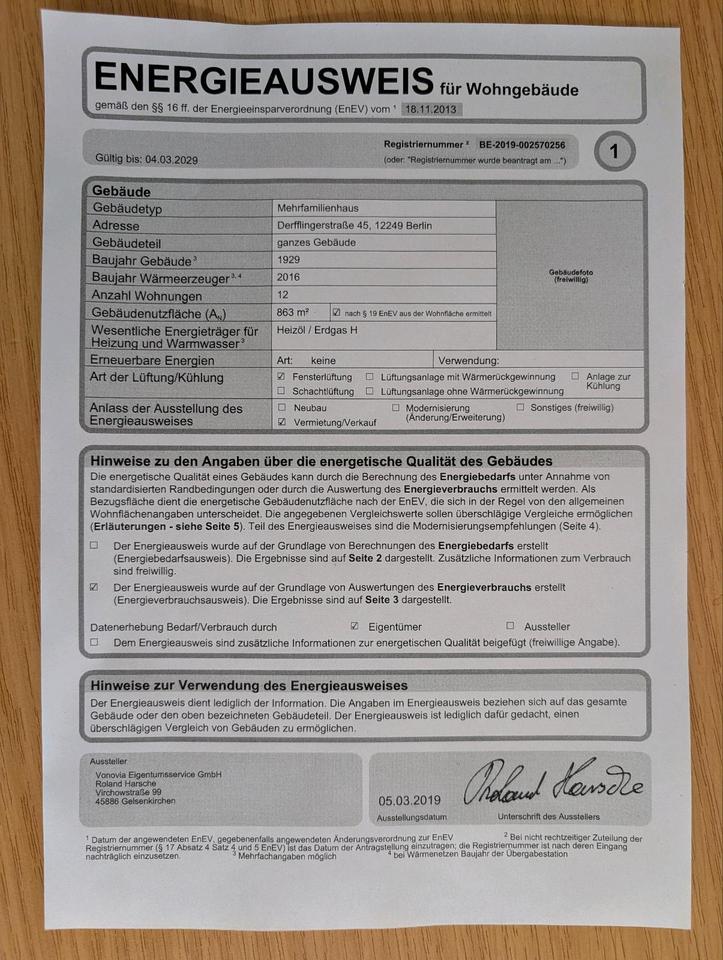 ENERGIEAUSWEIS für Wohngebäude
gemäß den §§ 16 ff. der Energieeinsparverordnung (EnEV) vom ¹ 18.11.2013
Gültig bis: 04.03.2029
Registriernummer ² BE-2019-002570256
(oder: "Registriernummer wurde beantragt am ...")
1
Gebäude
Gebäudetyp Mehrfamilienhaus
Adresse Derfflingerstraße 45, 12249 Berlin
Gebäudeteil ganzes Gebäude
Baujahr Gebäude ³ 1929
Baujahr Wärmeerzeuger ³˒ ⁴ 2016
Anzahl Wohnungen 12
Gebäudenutzfläche (AN) 863 m² ☑ nach § 19 EnEV aus der Wohnfläche ermittelt
Wesentliche Energieträger für Heizöl / Erdgas H
Heizung und Warmwasser ³
Gebäudefoto
(freiwillig)
Erneuerbare Energien Art: keine Verwendung:
Art der Lüftung/Kühlung ☑ Fensterlüftung ☐ Lüftungsanlage mit Wärmerückgewinnung ☐ Anlage zur
Kühlung
☐ Schachtlüftung ☐ Lüftungsanlage ohne Wärmerückgewinnung
Anlass der Ausstellung des ☐ Neubau ☐ Modernisierung ☐ Sonstiges (freiwillig)
Energieausweises ☑ Vermietung/Verkauf (Änderung/Erweiterung)
Hinweise zu den Angaben über die energetische Qualität des Gebäudes
Die energetische Qualität eines Gebäudes kann durch die Berechnung des Energiebedarfs unter Annahme von
standardisierten Randbedingungen oder durch die Auswertung des Energieverbrauchs ermittelt werden. Als
Bezugsfläche dient die energetische Gebäudenutzfläche nach der EnEV, die sich in der Regel von den allgemeinen
Wohnflächenangaben unterscheidet. Die angegebenen Vergleichswerte sollen überschlägige Vergleiche ermöglichen
(Erläuterungen - siehe Seite 5). Teil des Energieausweises sind die Modernisierungsempfehlungen (Seite 4).
☐ Der Energieausweis wurde auf der Grundlage von Berechnungen des Energiebedarfs erstellt
(Energiebedarfsausweis). Die Ergebnisse sind auf Seite 2 dargestellt. Zusätzliche Informationen zum Verbrauch
sind freiwillig.
☑ Der Energieausweis wurde auf der Grundlage von Auswertungen des Energieverbrauchs erstellt
(Energieverbrauchsausweis). Die Ergebnisse sind auf Seite 3 dargestellt.
Datenerhebung Bedarf/Verbrauch durch ☑ Eigentümer ☐ Aussteller
☐ Dem Energieausweis sind zusätzliche Informationen zur energetischen Qualität beigefügt (freiwillige Angabe).
Hinweise zur Verwendung des Energieausweises
Der Energieausweis dient lediglich der Information. Die Angaben im Energieausweis beziehen sich auf das gesamte
Gebäude oder den oben bezeichneten Gebäudeteil. Der Energieausweis ist lediglich dafür gedacht, einen
überschlägigen Vergleich von Gebäuden zu ermöglichen.
Aussteller
Vonovia Eigentumsservice GmbH
Roland Harsche
Virchowstraße 99
45886 Gelsenkirchen
05.03.2019 Roland Harsche
Ausstellungsdatum Unterschrift des Ausstellers
¹ Datum der angewendeten EnEV, gegebenenfalls angewendeten Änderungsverordnung zur EnEV ² Bei nicht rechtzeitiger Zuteilung der
Registriernummer (§ 17 Absatz 4 Satz 4 und 5 EnEV) ist das Datum der Antragstellung einzutragen; die Registriernummer ist nach deren Eingang
nachträglich einzusetzen. ³ Mehrfachangaben möglich ⁴ bei Wärmenetzen Baujahr der Übergabestation